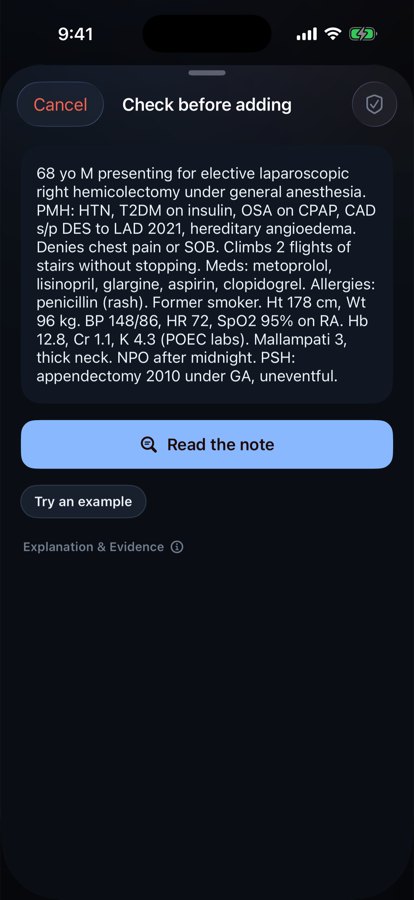 9:41
Cancel
Check before adding
68 yo M presenting for elective laparoscopic
right hemicolectomy under general anesthesia.
PMH: HTN, T2DM on insulin, OSA on CPAP, CAD
s/p DES to LAD 2021, hereditary angioedema.
Denies chest pain or SOB. Climbs 2 flights of
stairs without stopping. Meds: metoprolol,
lisinopril, glargine, aspirin, clopidogrel. Allergies:
penicillin (rash). Former smoker. Ht 178 cm, Wt
96 kg. BP 148/86, HR 72, SpO2 95% on RA. Hb
12.8, Cr 1.1, K 4.3 (POEC labs). Mallampati 3,
thick neck. NPO after midnight. PSH:
appendectomy 2010 under GA, uneventful.
Read the note
Try an example
Explanation & Evidence